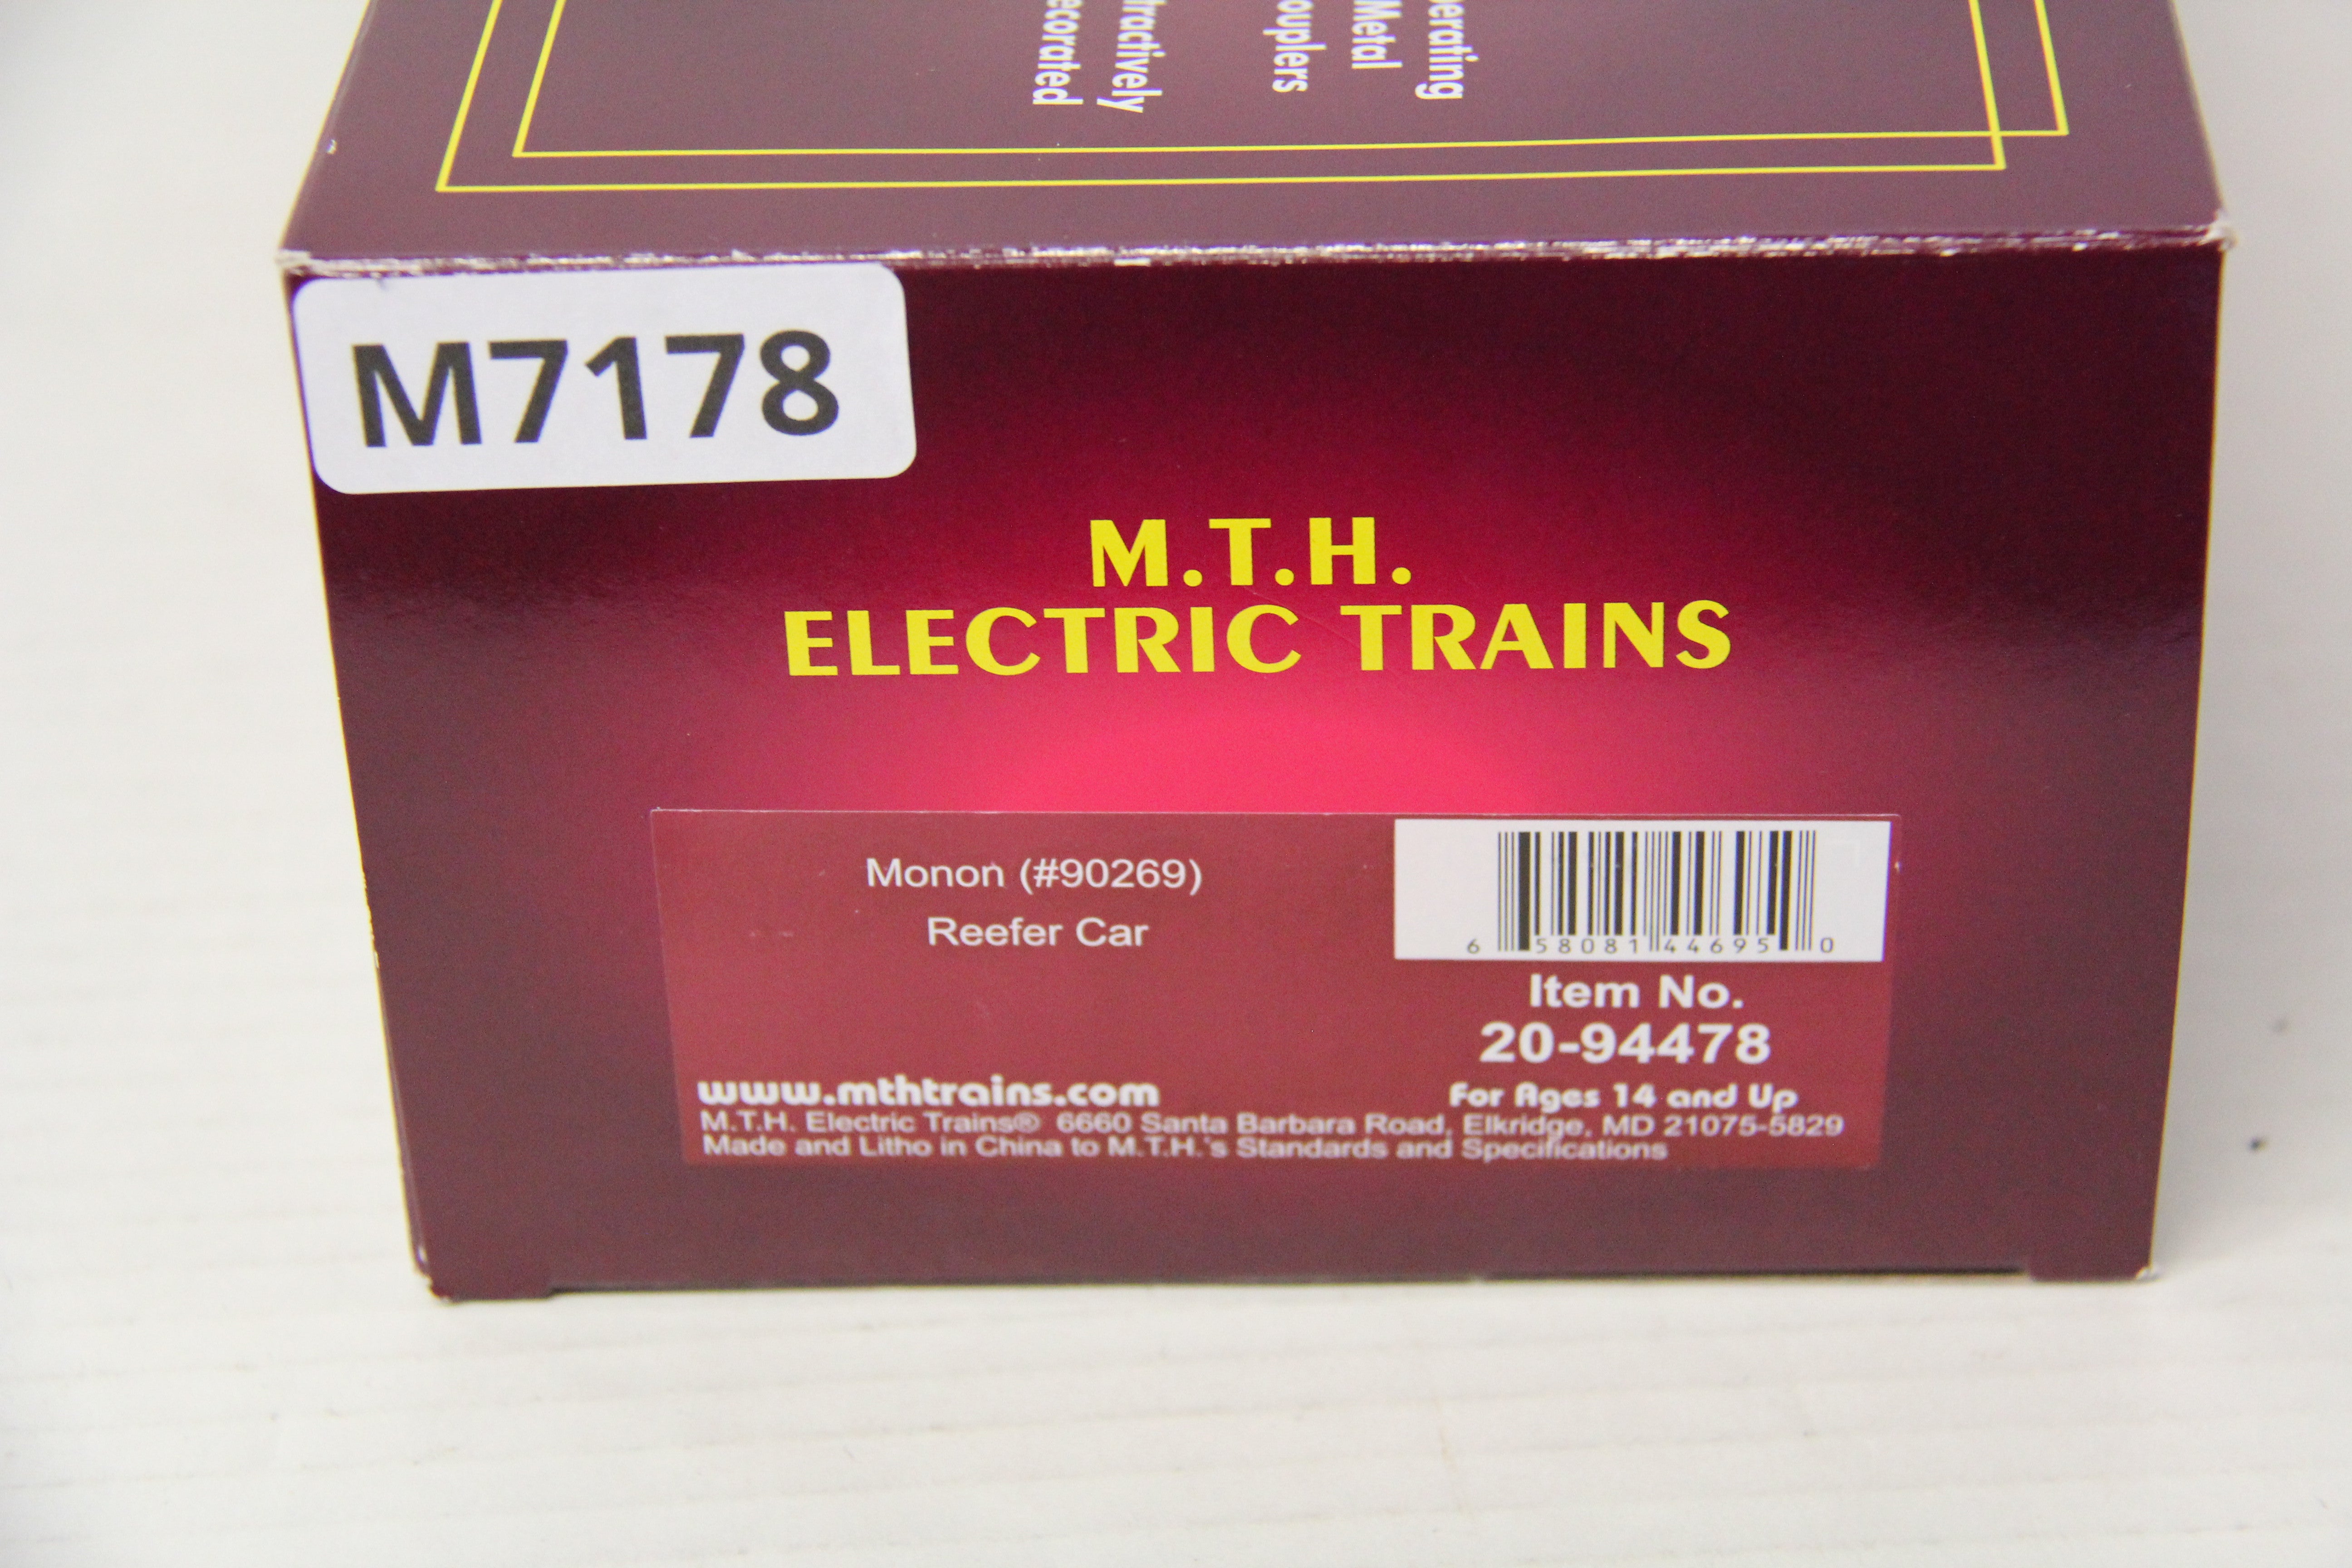 perating
Metal
ouplers
tractively
ecorated
M7178
M.T.H.
ELECTRIC TRAINS
Monon (#90269)
Reefer Car
6 58081 44695 0
Item No.
20-94478
www.mthtrains.com
For Ages 14 and Up
M.T.H. Electric Trains® 6660 Santa Barbara Road, Elkridge, MD 21075-5829
Made and Litho in China to M.T.H.'s Standards and Specifications